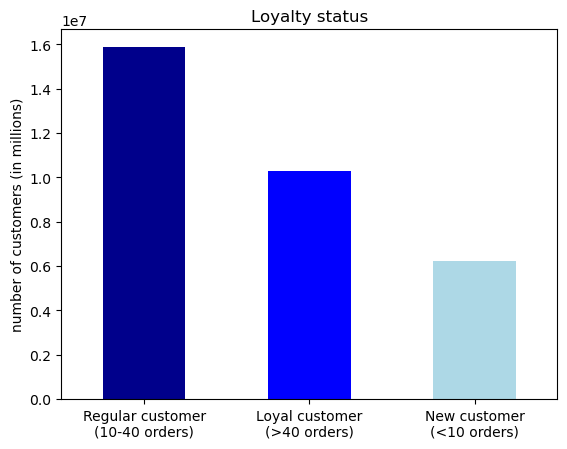 Loyalty status
1e7
number of customers (in millions)
1.6
1.4
1.2
1.0
0.8
0.6
0.4
0.2
0.0
Regular customer
(10-40 orders)
Loyal customer
(>40 orders)
New customer
(<10 orders)